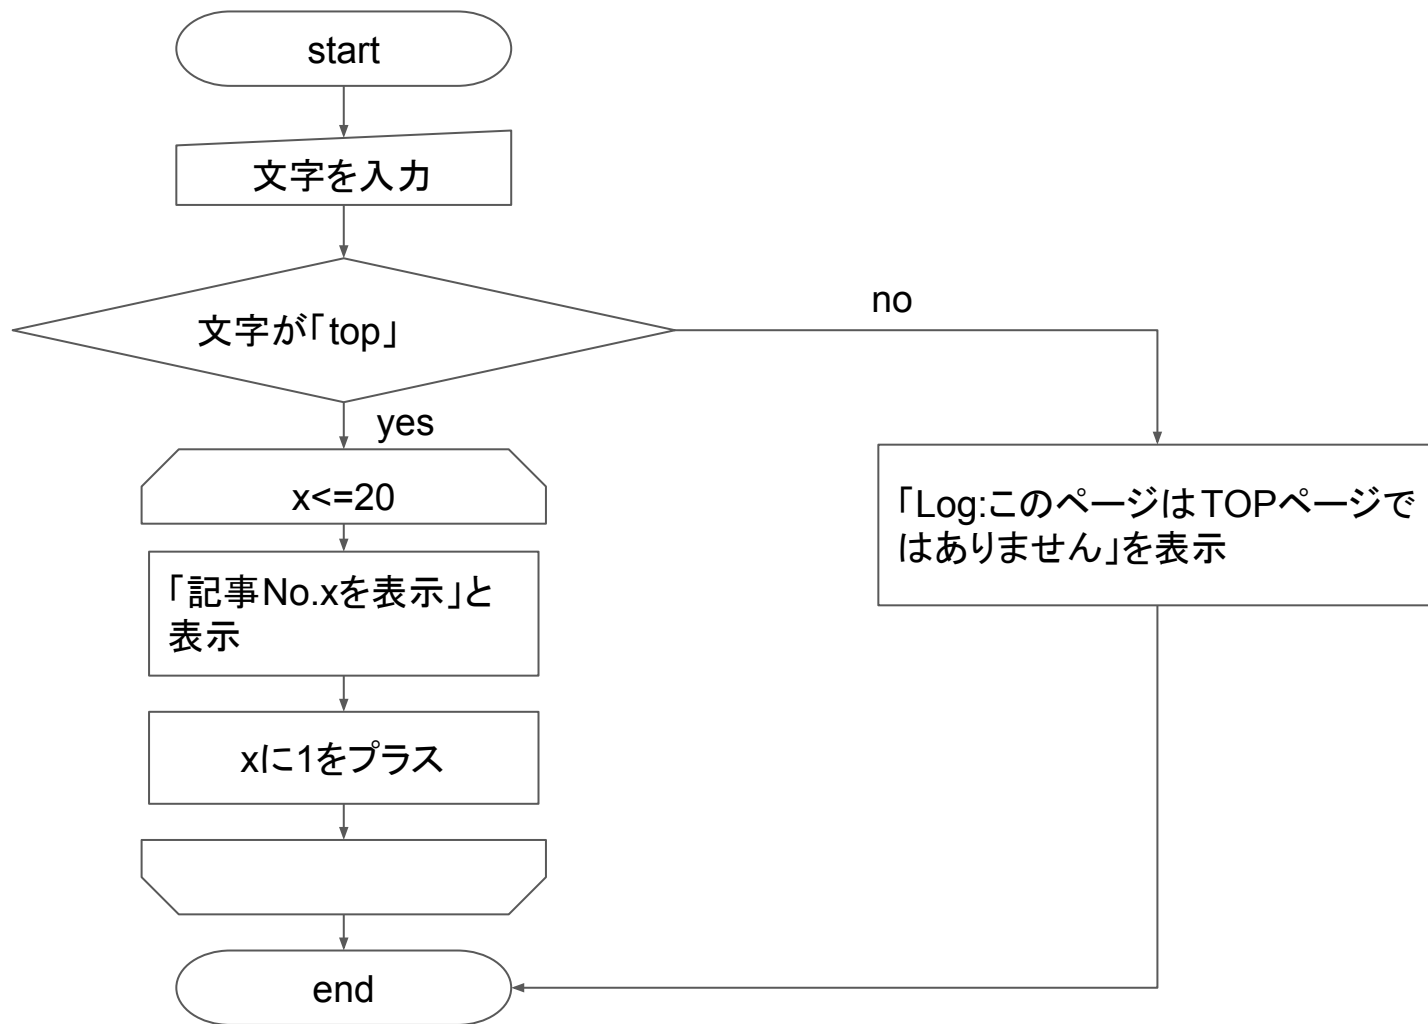 start
文字を入力
文字が「top」
no
yes
x<=20
「Log:このページはTOPページで
はありません」を表示
「記事No.xを表示」と
表示
xに1をプラス
end